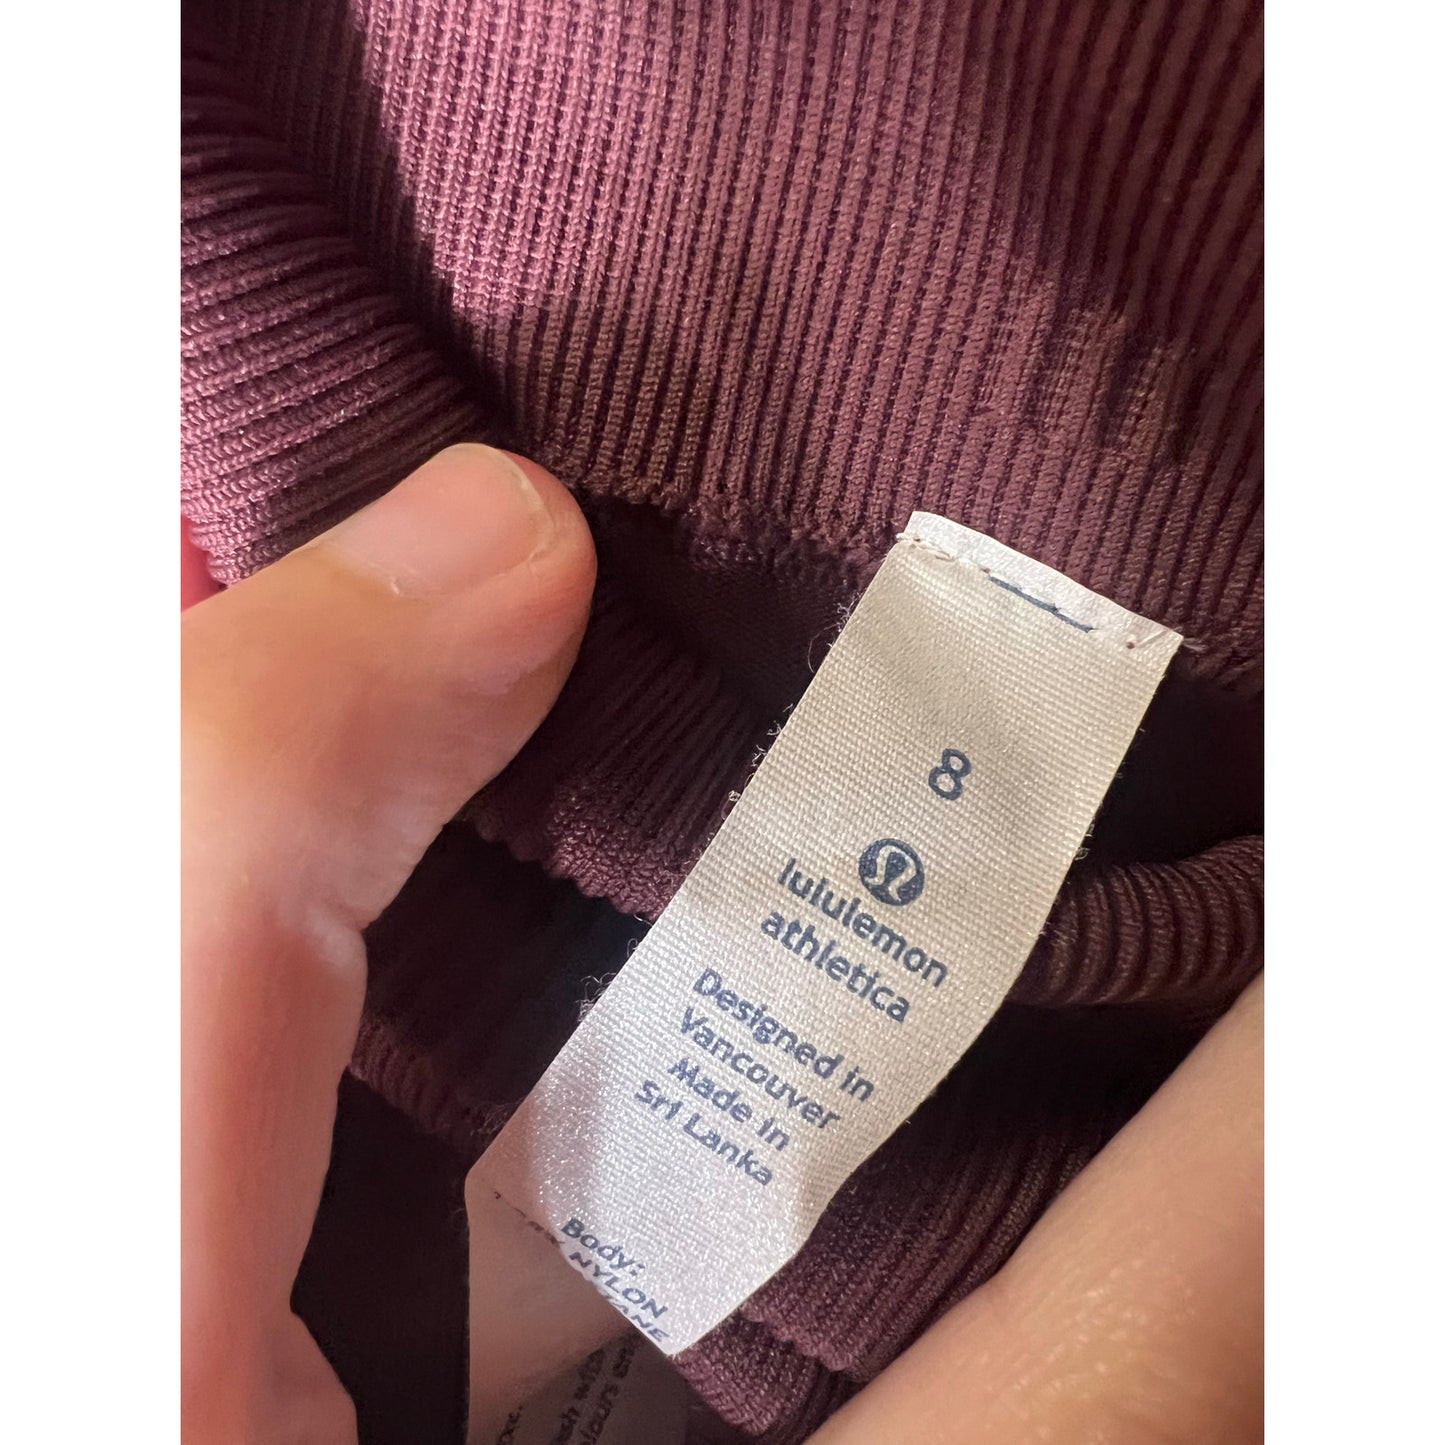 8
lululemon
athletica
Designed in
Vancouver
Made in
Sri Lanka
Body:
NYLON